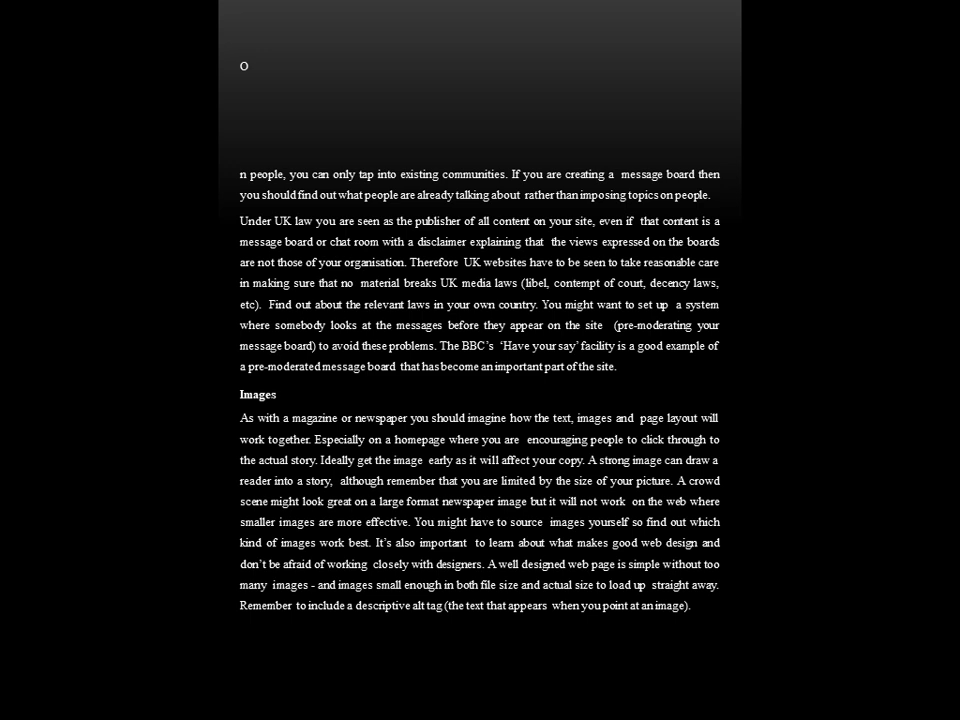 O
n people, you can only tap into existing communities. If you are creating a message board then
you should find out what people are already talking about rather than imposing topics on people.
Under UK law you are seen as the publisher of all content on your site, even if that content is a
message board or chat room with a disclaimer explaining that the views expressed on the boards
are not those of your organisation. Therefore UK websites have to be seen to take reasonable care
in making sure that no material breaks UK media laws (libel, contempt of court, decency laws,
etc). Find out about the relevant laws in your own country. You might want to set up a system
where somebody looks at the messages before they appear on the site (pre-moderating your
message board) to avoid these problems. The BBC’s ‘Have your say’ facility is a good example of
a pre-moderated message board that has become an important part of the site.
Images
As with a magazine or newspaper you should imagine how the text, images and page layout will
work together. Especially on a homepage where you are encouraging people to click through to
the actual story. Ideally get the image early as it will affect your copy. A strong image can draw a
reader into a story, although remember that you are limited by the size of your picture. A crowd
scene might look great on a large format newspaper image but it will not work on the web where
smaller images are more effective. You might have to source images yourself so find out which
kind of images work best. It’s also important to learn about what makes good web design and
don’t be afraid of working closely with designers. A well designed web page is simple without too
many images - and images small enough in both file size and actual size to load up straight away.
Remember to include a descriptive alt tag (the text that appears when you point at an image).